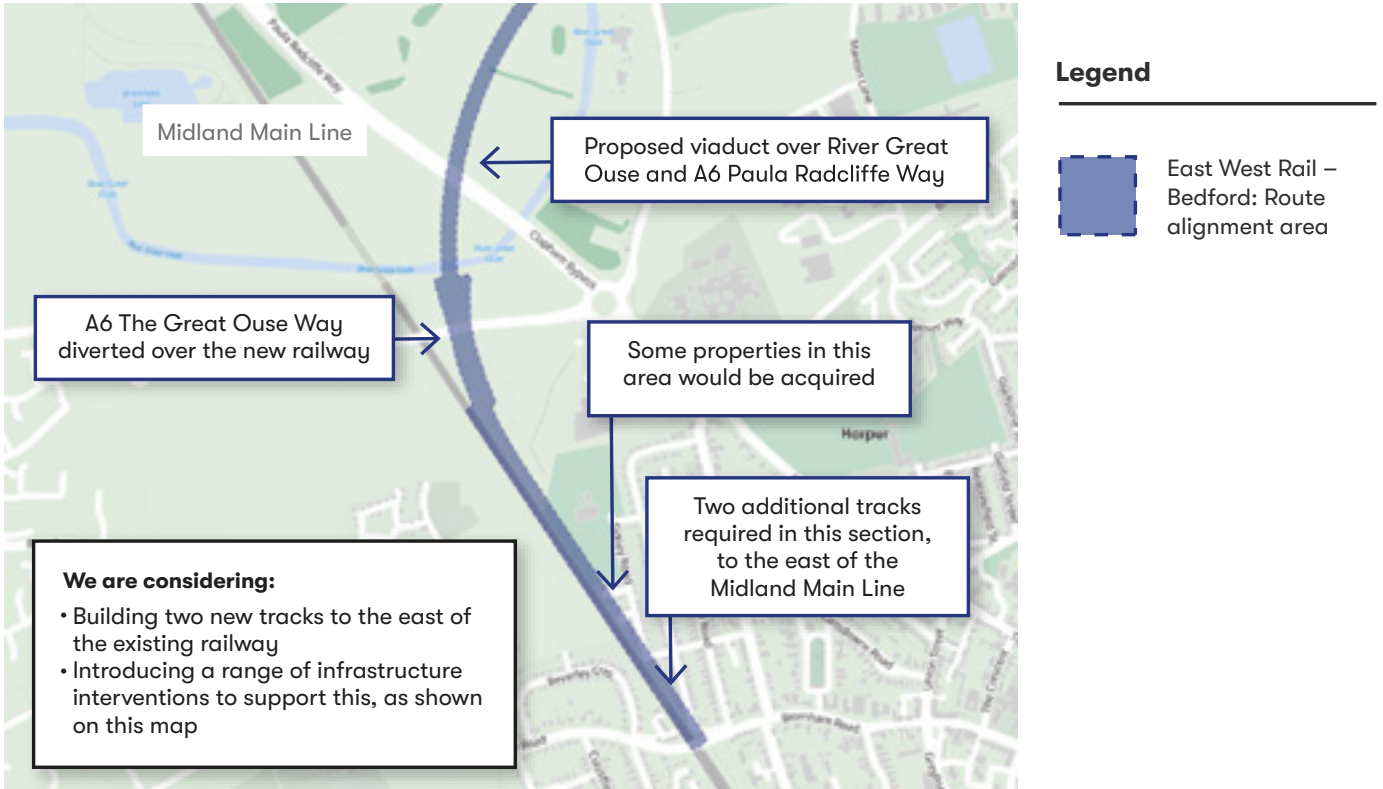 Paula Radcliffe Way
Midland Main Line
Proposed viaduct over River Great
Ouse and A6 Paula Radcliffe Way
Clapham Bypass
A6 The Great Ouse Way
diverted over the new railway
Some properties in this
area would be acquired
Harpur
Two additional tracks
required in this section,
to the east of the
Midland Main Line
We are considering:
• Building two new tracks to the east of
the existing railway
• Introducing a range of infrastructure
interventions to support this, as shown
on this map
Bromham Road
Legend
East West Rail –
Bedford: Route
alignment area